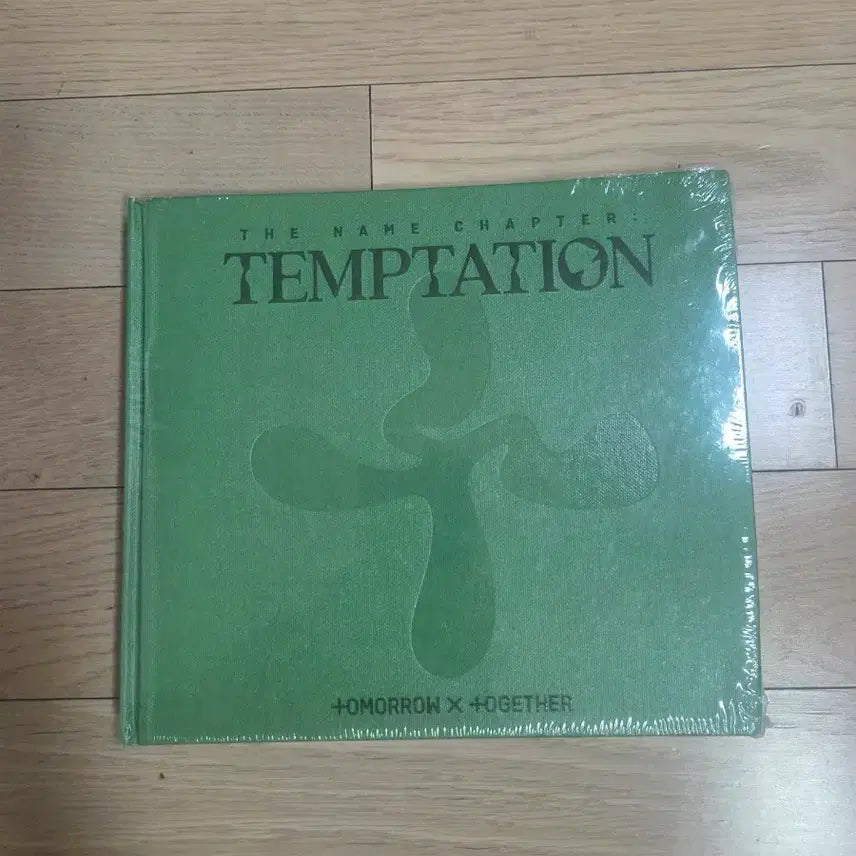 THE NAME CHAPTER:
TEMPTATION
TOMORROW X TOGETHER